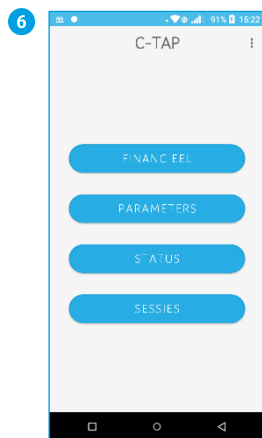 6
91% 15:22
C-TAP
FINANCIEEL
PARAMETERS
STATUS
SESSIES